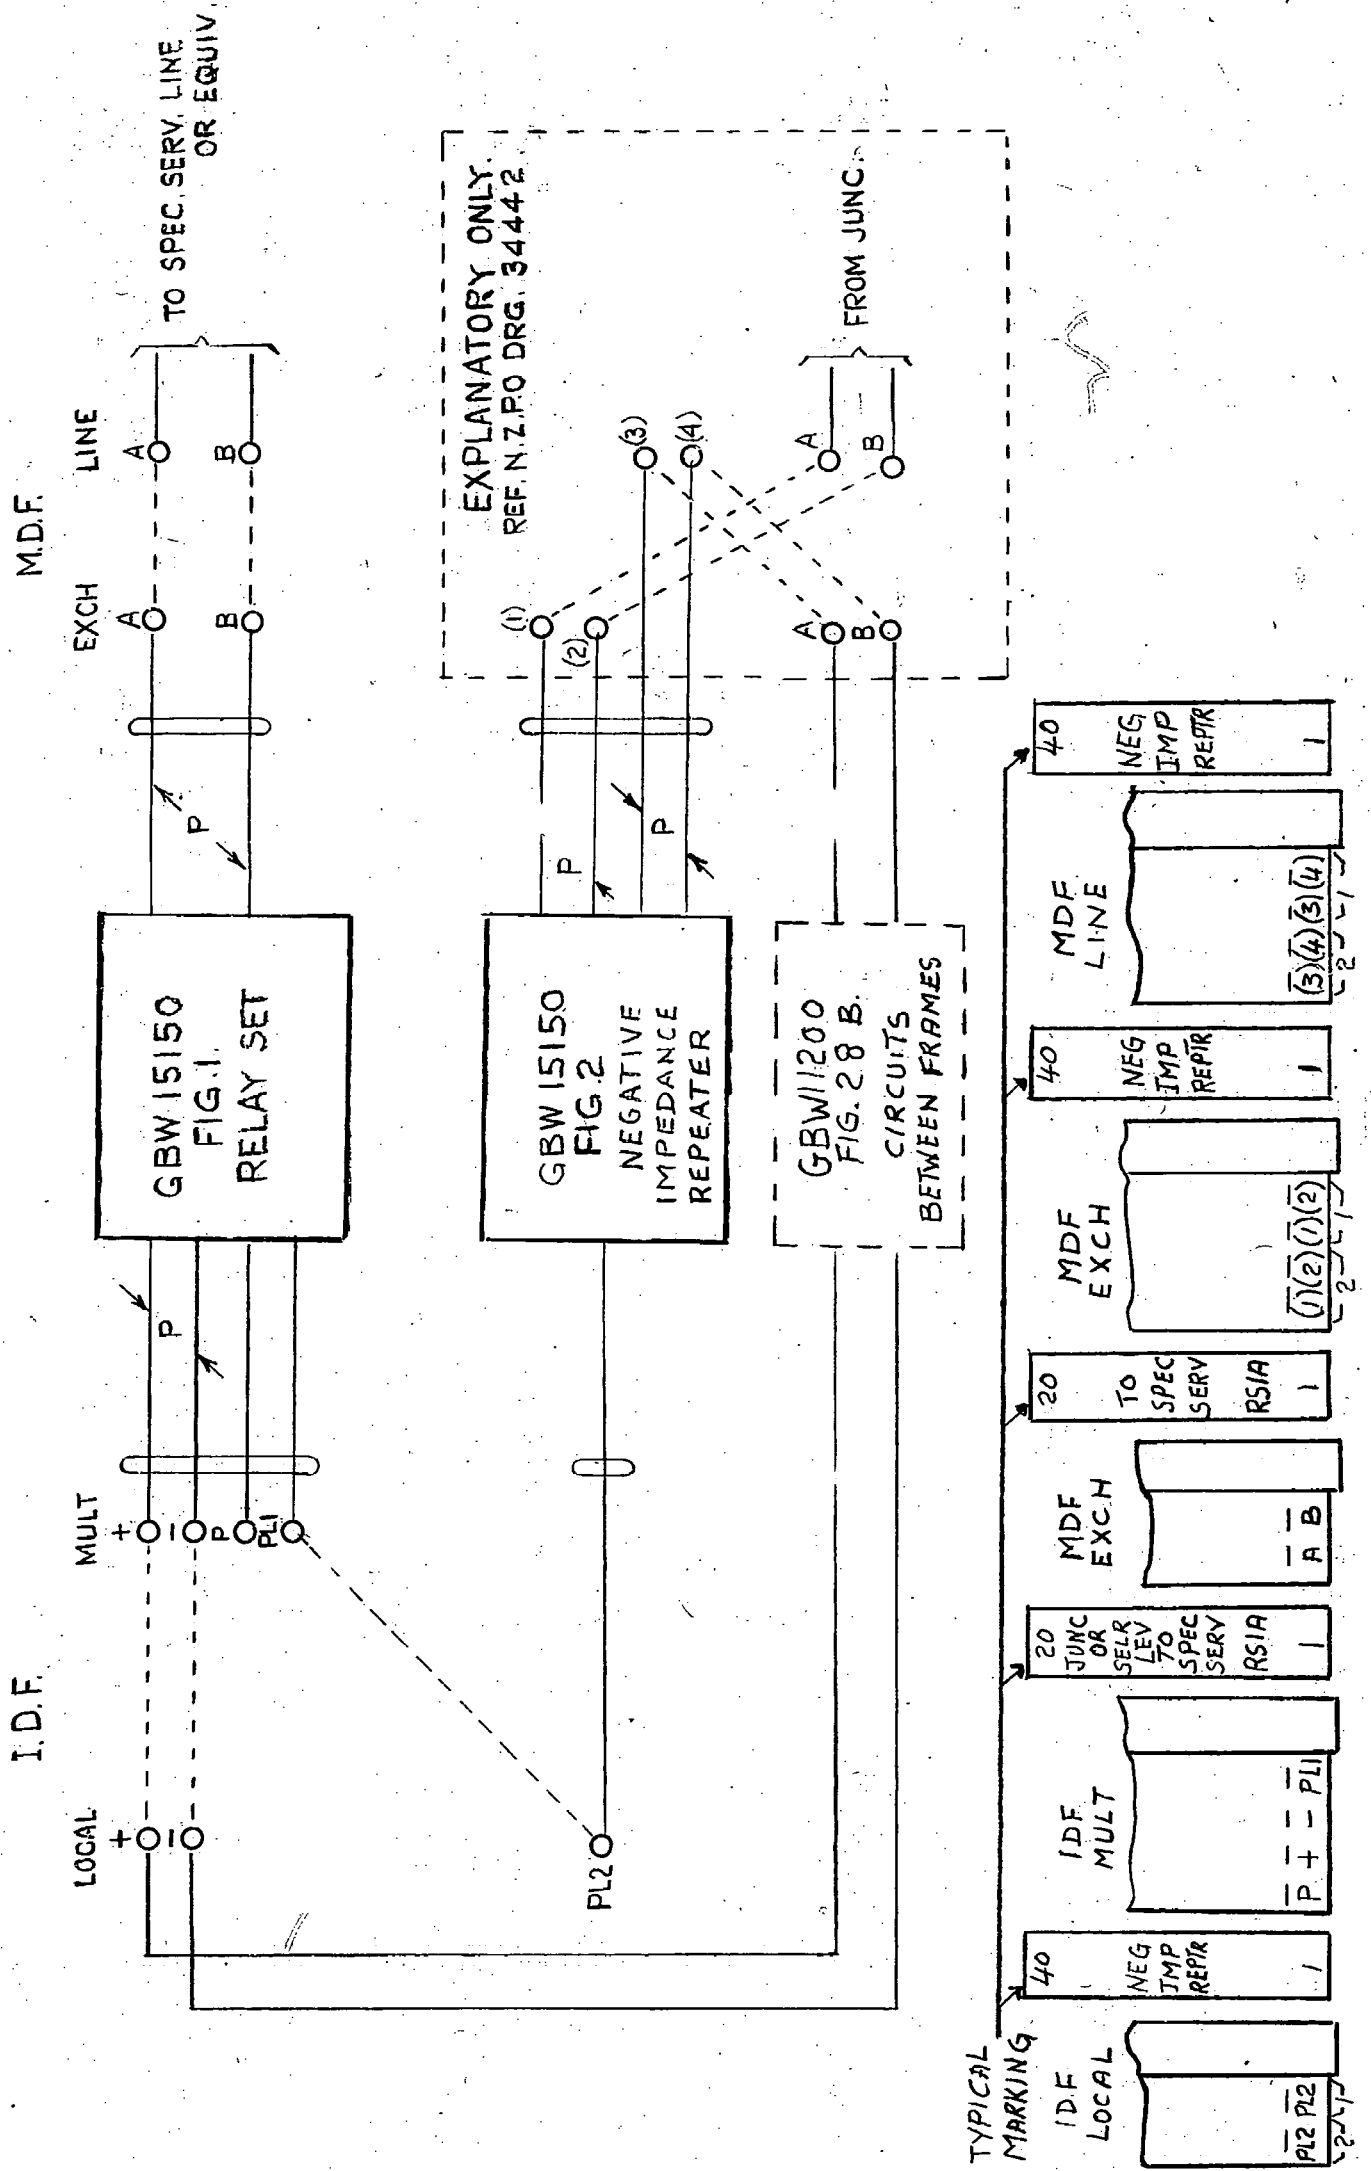 I.D.F.
M.D.F.
LOCAL
MULT
EXCH
LINE
+
−
+
−
P
PL1
P
GBW 15150
FIG.1.
RELAY SET
P
A
B
A
B
TO SPEC. SERV. LINE
OR EQUIV.
PL2
GBW 15150
FIG.2
NEGATIVE
IMPEDANCE
REPEATER
P
P
EXPLANATORY ONLY.
REF. N.Z.P.O DRG. 34442.
(1)
(2)
(3)
(4)
A
B
A
B
FROM JUNC.
GBW11200
FIG. 28 B.
CIRCUITS
BETWEEN FRAMES
TYPICAL
MARKING
IDF
LOCAL
PL2 PL2
2 1
40
NEG
IMP
REPTR
1
IDF
MULT
P + − PL1
20
JUNC
OR
SELR
LEV
TO
SPEC
SERV
RS1A
1
MDF
EXCH
A B
20
TO
SPEC
SERV
RS1A
1
MDF
EXCH
(1)(2)(1)(2)
2 1
40
NEG
IMP
REPTR
1
MDF
LINE
(3)(4)(3)(4)
2 1
40
NEG
IMP
REPTR
1